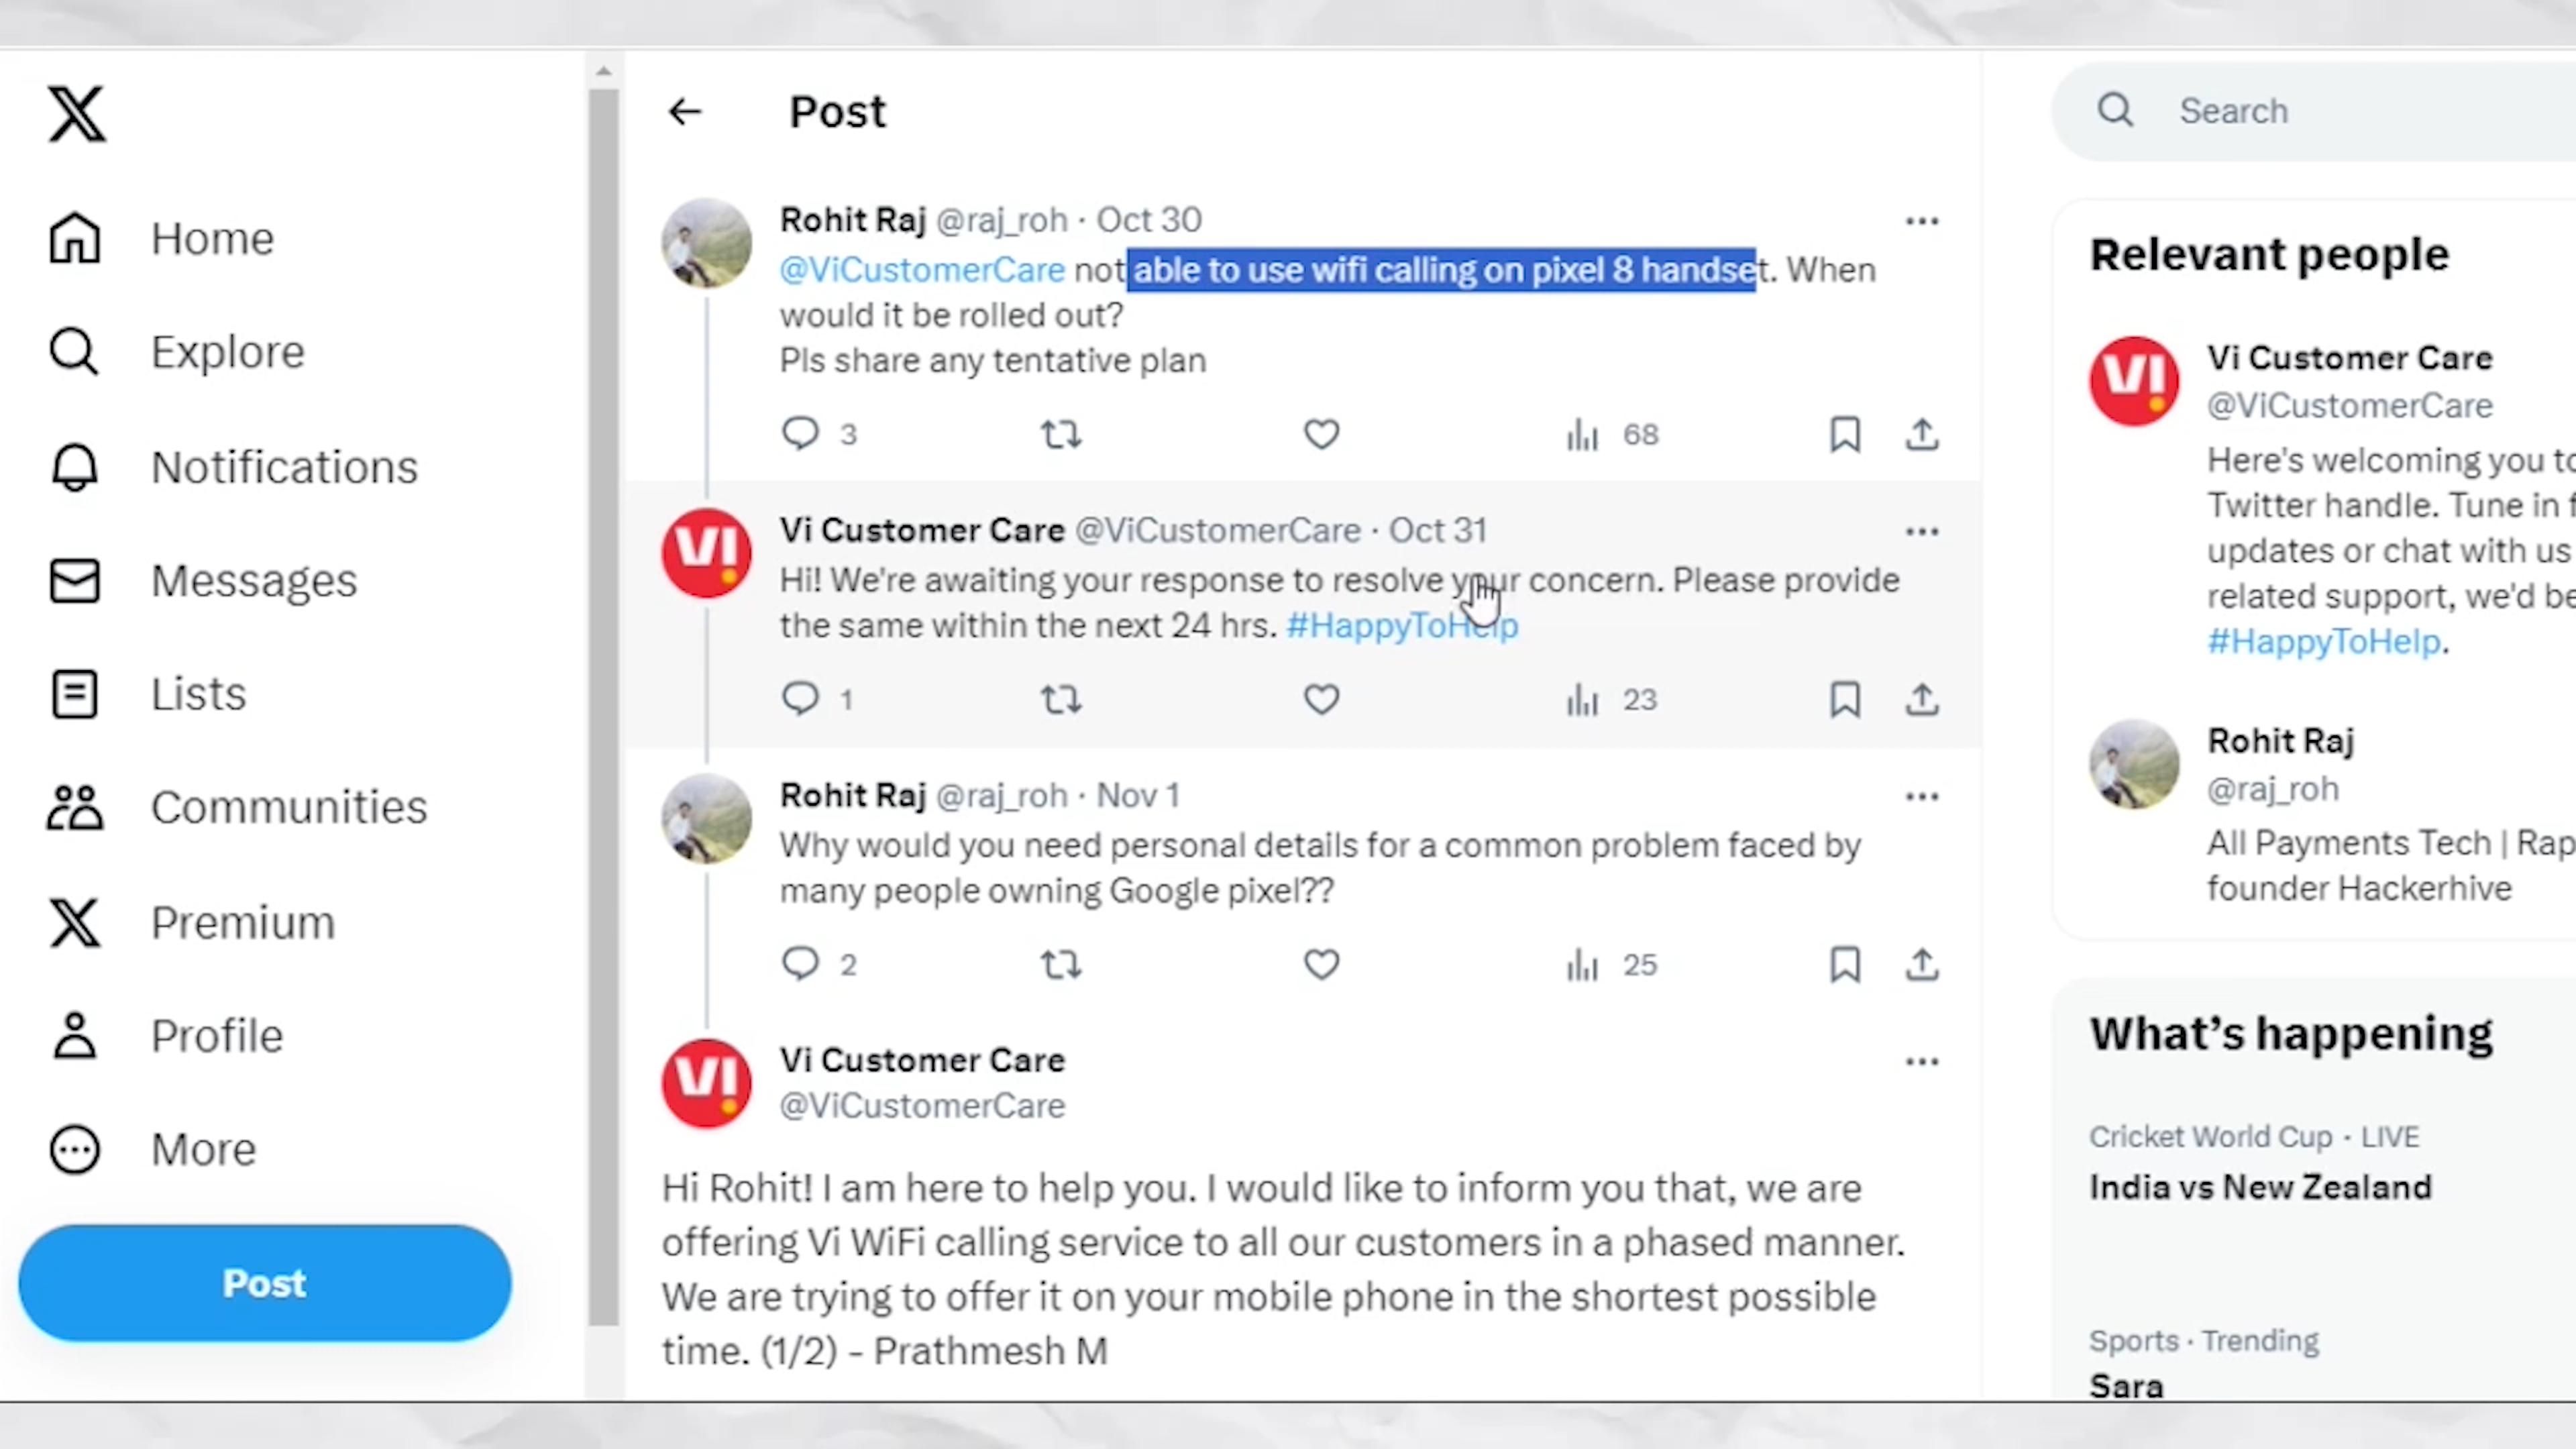 Home
Explore
Notifications
Messages
Lists
Communities
Premium
Profile
More
Post
Post
Rohit Raj @raj_roh · Oct 30
@ViCustomerCare not able to use wifi calling on pixel 8 handset. When
would it be rolled out?
Pls share any tentative plan
3 68
VI
Vi Customer Care @ViCustomerCare · Oct 31
Hi! We're awaiting your response to resolve your concern. Please provide
the same within the next 24 hrs. #HappyToHelp
1 23
Rohit Raj @raj_roh · Nov 1
Why would you need personal details for a common problem faced by
many people owning Google pixel??
2 25
VI
Vi Customer Care
@ViCustomerCare
Hi Rohit! I am here to help you. I would like to inform you that, we are
offering Vi WiFi calling service to all our customers in a phased manner.
We are trying to offer it on your mobile phone in the shortest possible
time. (1/2) - Prathmesh M
Search
Relevant people
VI
Vi Customer Care
@ViCustomerCare
Here's welcoming you to
Twitter handle. Tune in
updates or chat with us
related support, we'd be
#HappyToHelp.
Rohit Raj
@raj_roh
All Payments Tech | Rap
founder Hackerhive
What's happening
Cricket World Cup · LIVE
India vs New Zealand
Sports · Trending
Sara